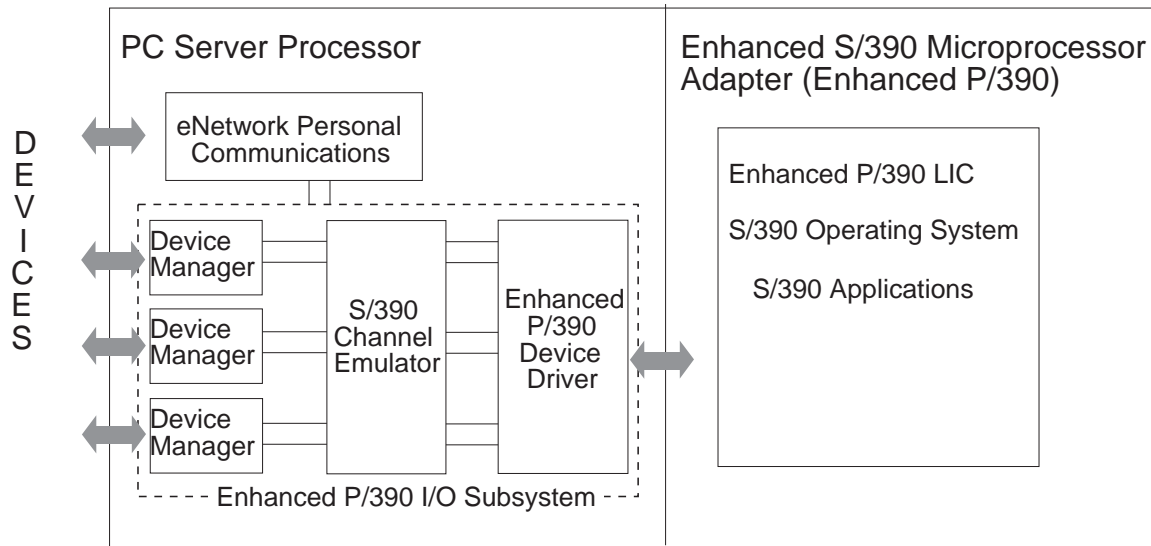 PC Server Processor
Enhanced S/390 Microprocessor
Adapter (Enhanced P/390)
DEVICES
eNetwork Personal
Communications
Device
Manager
Device
Manager
Device
Manager
S/390
Channel
Emulator
Enhanced
P/390
Device
Driver
Enhanced P/390 I/O Subsystem
Enhanced P/390 LIC
S/390 Operating System
S/390 Applications